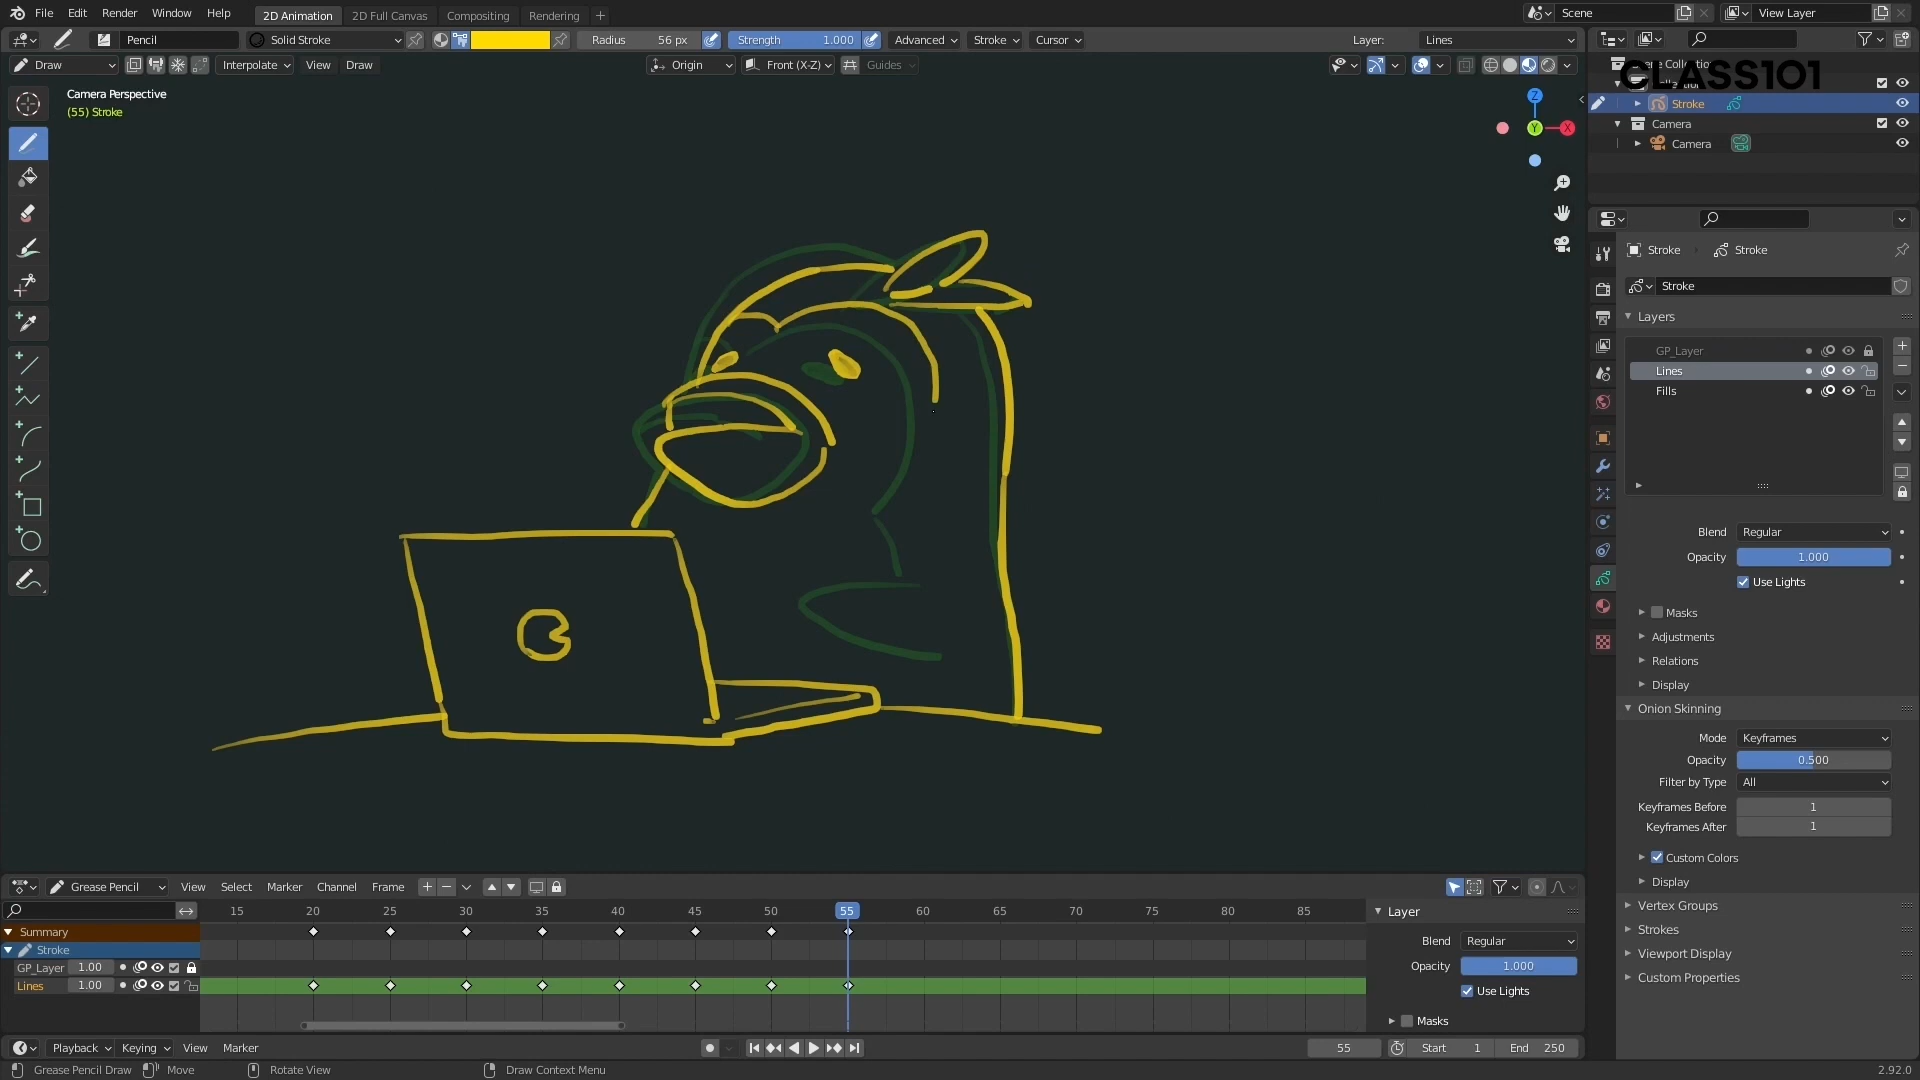 File Edit Render Window Help 2D Animation 2D Full Canvas Compositing Rendering + Scene View Layer
Pencil Solid Stroke Radius 56 px Strength 1.000 Advanced Stroke Cursor Layer: Lines
Draw Interpolate View Draw Origin Front (X-Z) Guides
CLASS101
Camera Perspective
(55) Stroke
Z
Y X
Stroke
Camera
Camera
Stroke Stroke
Stroke
Layers
GP_Layer
Lines
Fills
Blend Regular
Opacity 1.000
Use Lights
Masks
Adjustments
Relations
Display
Onion Skinning
Mode Keyframes
Opacity 0.500
Filter by Type All
Keyframes Before 1
Keyframes After 1
Custom Colors
Display
Vertex Groups
Strokes
Viewport Display
Custom Properties
Grease Pencil View Select Marker Channel Frame
15 20 25 30 35 40 45 50 55 60 65 70 75 80 85
Summary
Stroke
GP_Layer 1.00
Lines 1.00
Layer
Blend Regular
Opacity 1.000
Use Lights
Masks
Playback Keying View Marker 55 Start 1 End 250
Grease Pencil Draw Move Rotate View Draw Context Menu 2.92.0